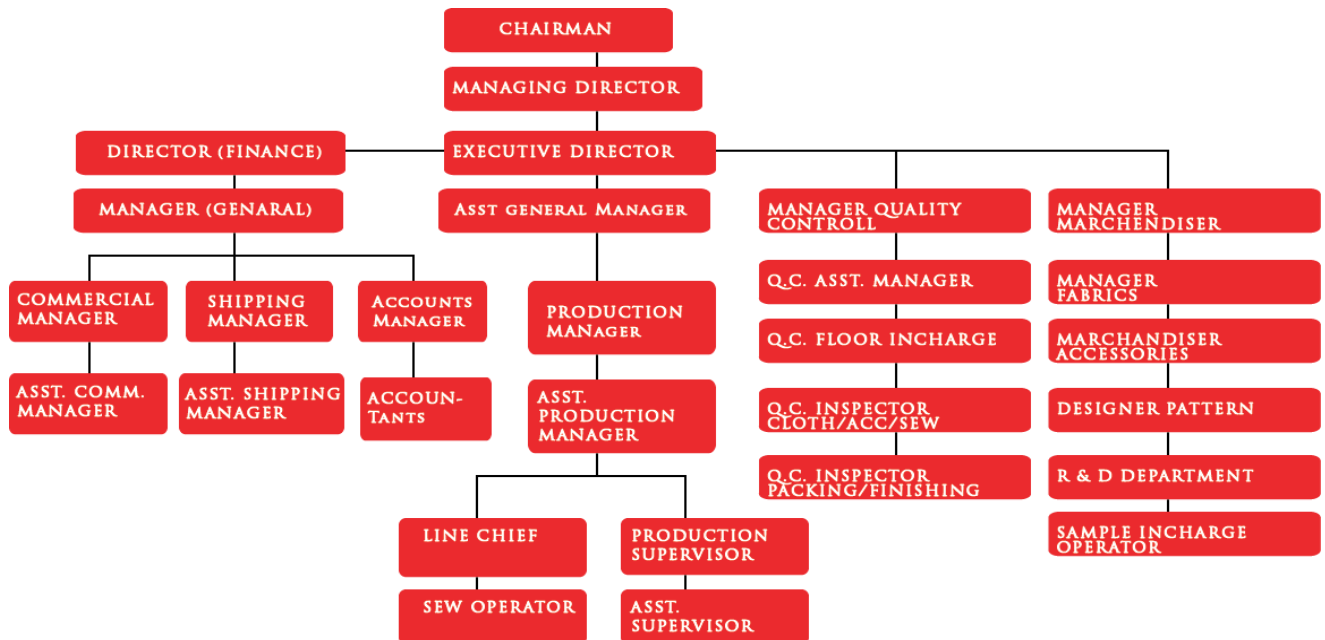 CHAIRMAN
MANAGING DIRECTOR
DIRECTOR (FINANCE)
EXECUTIVE DIRECTOR
MANAGER (GENARAL)
ASST GENERAL MANAGER
MANAGER QUALITY
CONTROLL
MANAGER
MARCHENDISER
COMMERCIAL
MANAGER
SHIPPING
MANAGER
ACCOUNTS
MANAGER
PRODUCTION
MANAGER
Q.C. ASST. MANAGER
MANAGER
FABRICS
Q.C. FLOOR INCHARGE
MARCHANDISER
ACCESSORIES
ASST. COMM.
MANAGER
ASST. SHIPPING
MANAGER
ACCOUN-
TANTS
ASST.
PRODUCTION
MANAGER
Q.C. INSPECTOR
CLOTH/ACC/SEW
DESIGNER PATTERN
Q.C. INSPECTOR
PACKING/FINISHING
R & D DEPARTMENT
LINE CHIEF
PRODUCTION
SUPERVISOR
SAMPLE INCHARGE
OPERATOR
SEW OPERATOR
ASST.
SUPERVISOR